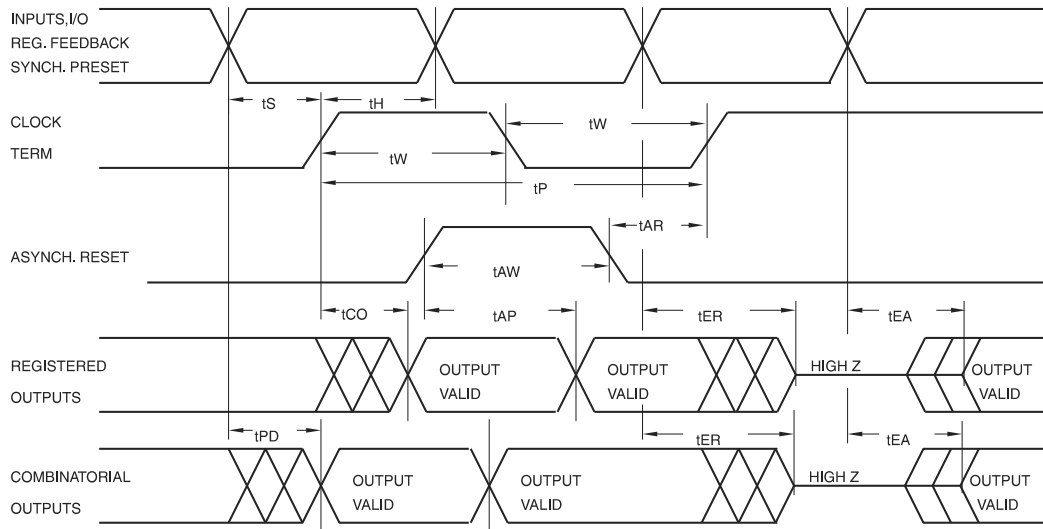 INPUTS,I/O
REG. FEEDBACK
SYNCH. PRESET
tS
tH
CLOCK
TERM
tW
tW
tP
ASYNCH. RESET
tAR
tAW
tCO
tAP
tER
tEA
REGISTERED
OUTPUTS
OUTPUT
VALID
OUTPUT
VALID
HIGH Z
OUTPUT
VALID
tPD
tER
tEA
COMBINATORIAL
OUTPUTS
OUTPUT
VALID
OUTPUT
VALID
HIGH Z
OUTPUT
VALID